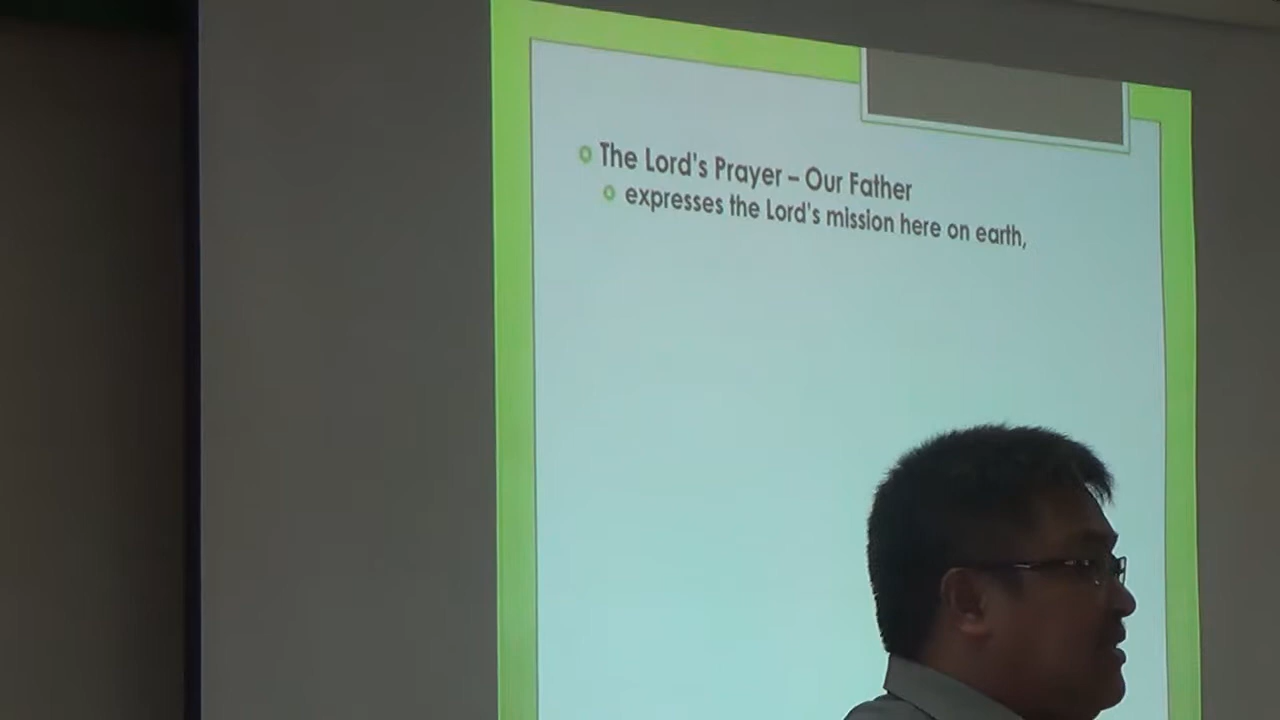 The Lord's Prayer – Our Father
expresses the Lord's mission here on earth,